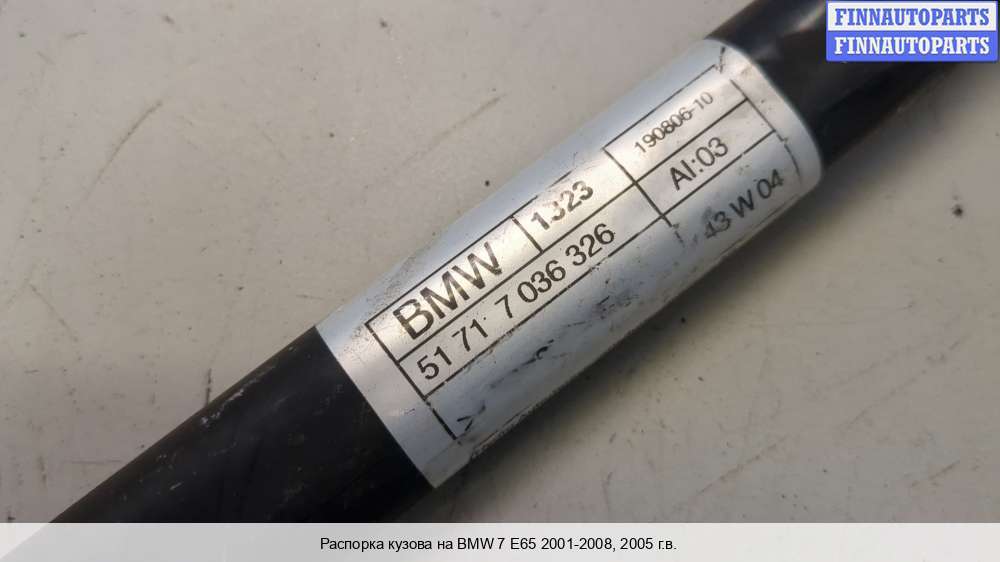 FINNAUTOPARTS
FINNAUTOPARTS
BMW 1323 190806-10
51 71 7 036 326 AI:03
43 W 04
Распорка кузова на BMW 7 E65 2001-2008, 2005 г.в.